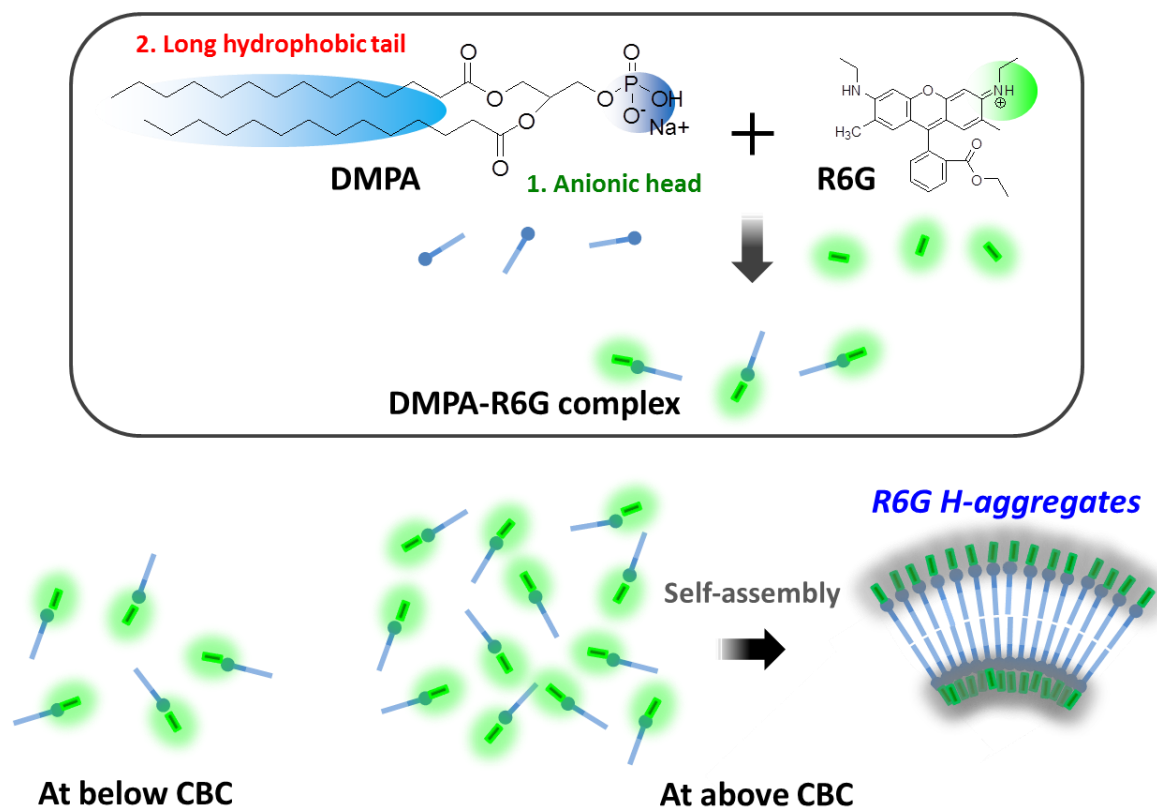 2. Long hydrophobic tail
O
O
O
O
O
P
O
OH
O-
Na+
DMPA
1. Anionic head
+
HN
O
NH
+
H3C
O
O
R6G
DMPA-R6G complex
R6G H-aggregates
Self-assembly
At below CBC
At above CBC